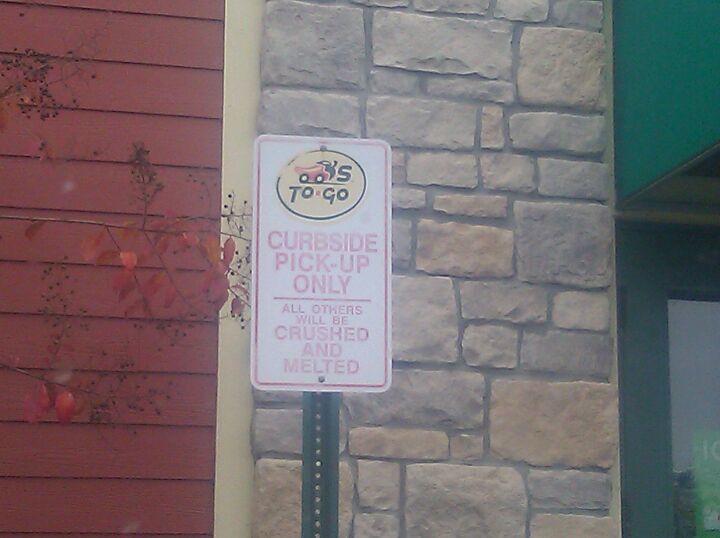 'S
TO GO
CURBSIDE
PICK-UP
ONLY
ALL OTHERS
WILL BE
CRUSHED
AND
MELTED